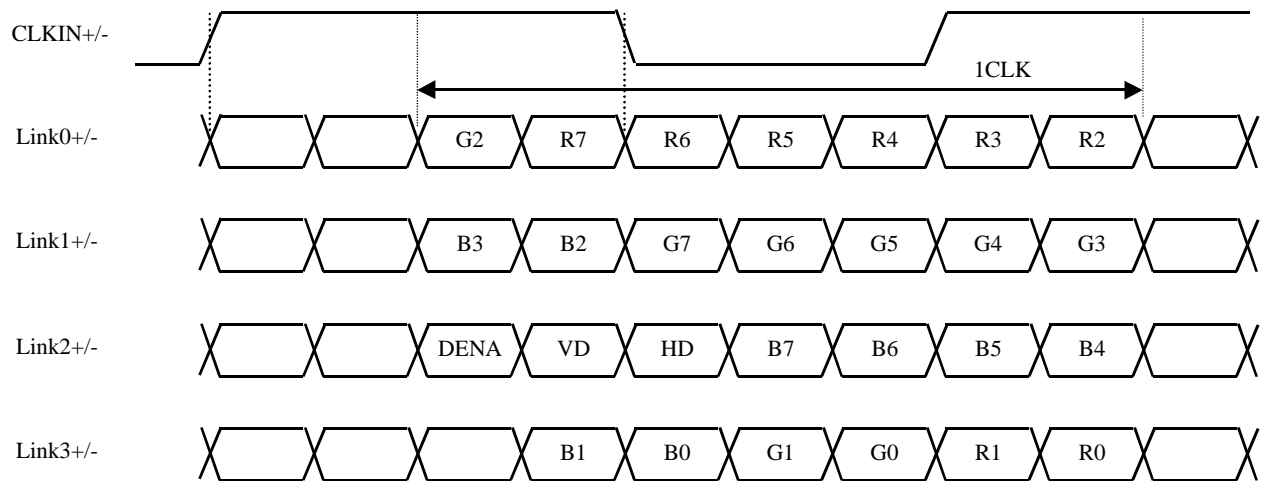 CLKIN+/-
1CLK
Link0+/- G2 R7 R6 R5 R4 R3 R2
Link1+/- B3 B2 G7 G6 G5 G4 G3
Link2+/- DENA VD HD B7 B6 B5 B4
Link3+/- B1 B0 G1 G0 R1 R0